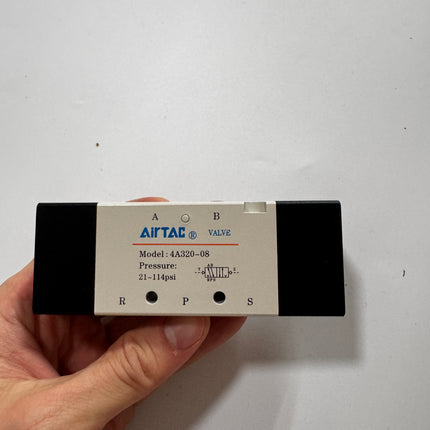 A B
AirTAC ® VALVE
Model: 4A320-08
Pressure:
21-114psi
R P S